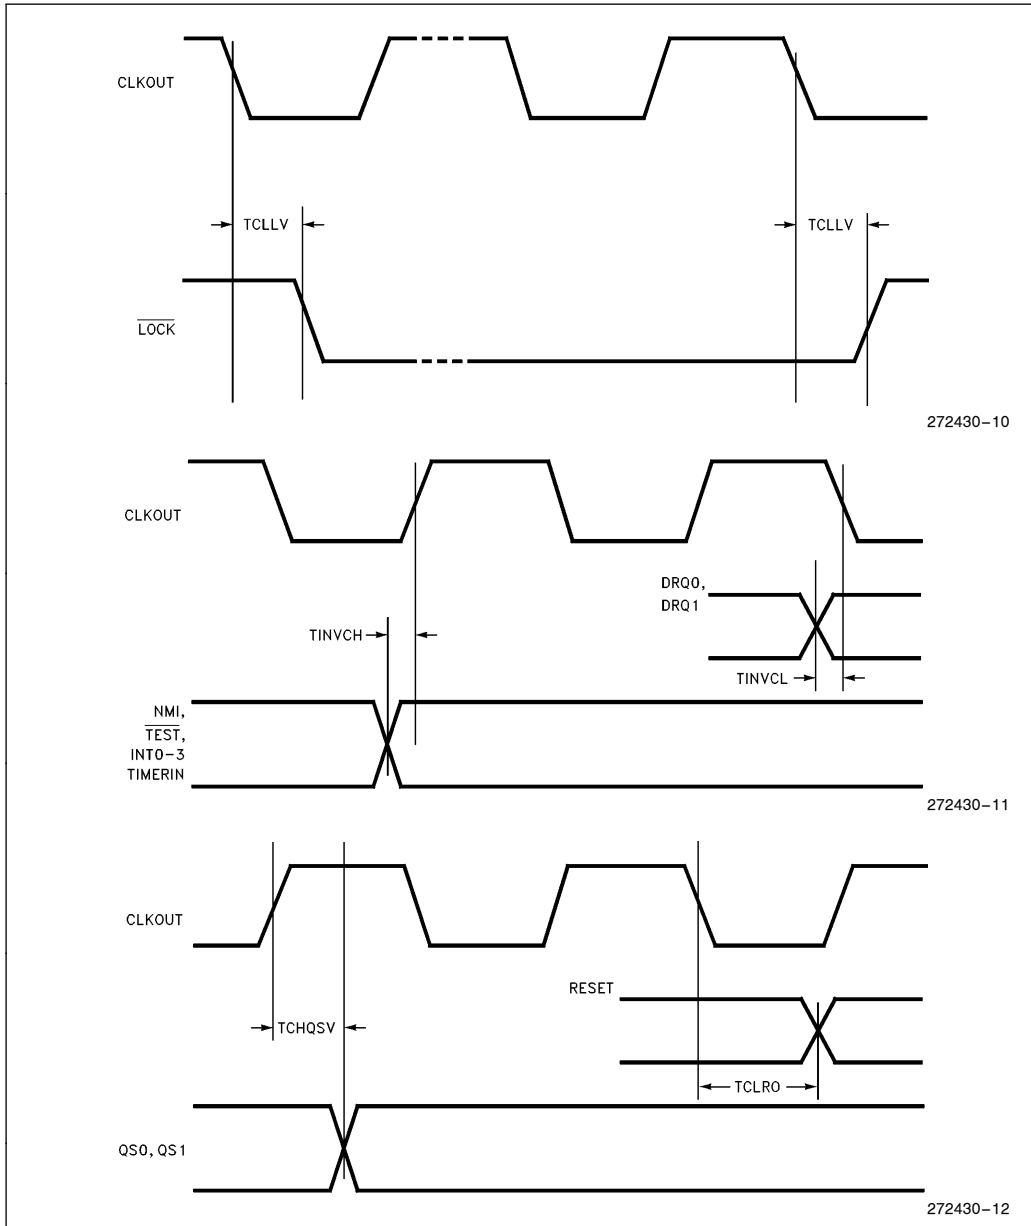 CLKOUT
TCLLV
TCLLV
LOCK
272430–10
CLKOUT
DRQ0,
DRQ1
TINVCH
TINVCL
NMI,
TEST,
INT0-3
TIMERIN
272430–11
CLKOUT
RESET
TCHQSV
TCLRO
QS0, QS1
272430–12